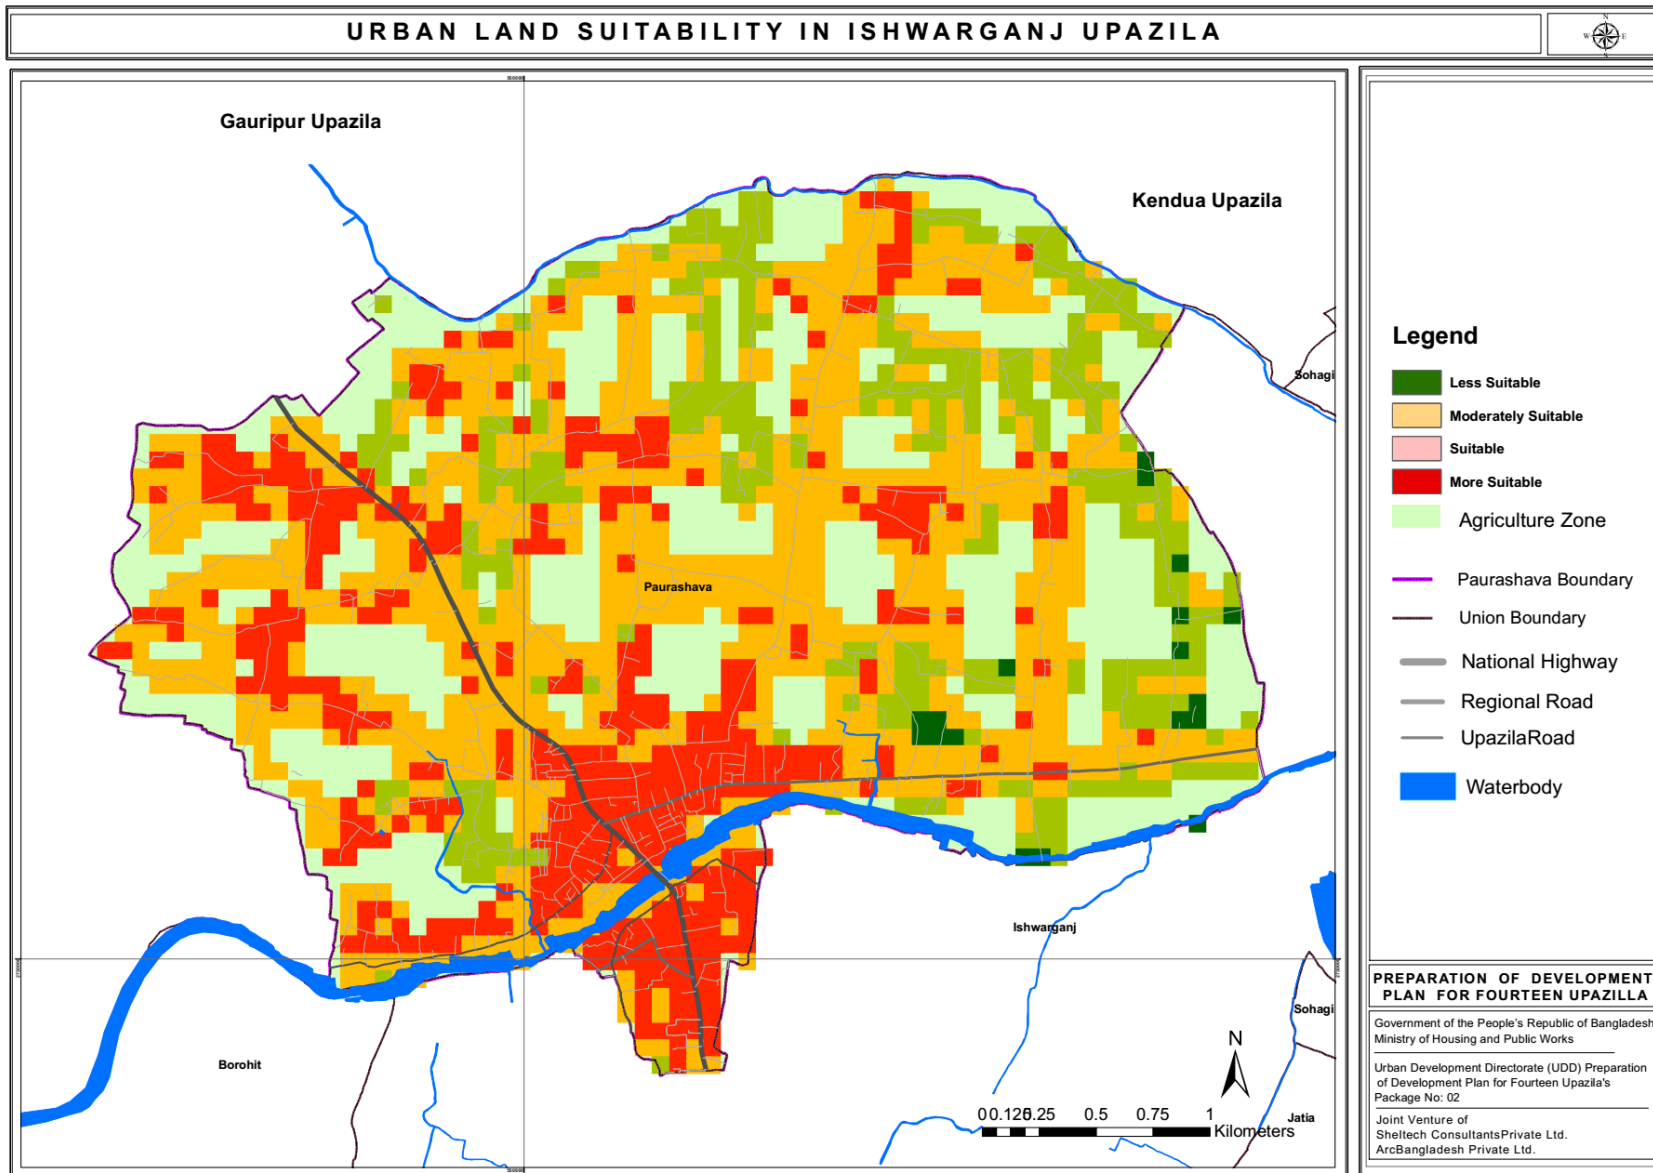 URBAN LAND SUITABILITY IN ISHWARGANJ UPAZILA
N
W E
S
Gauripur Upazila
Kendua Upazila
Sohagi
Paurashava
Ishwarganj
Sohagi
Borohit
Jatia
N
0 0.125 0.25 0.5 0.75 1
Kilometers
Legend
Less Suitable
Moderately Suitable
Suitable
More Suitable
Agriculture Zone
Paurashava Boundary
Union Boundary
National Highway
Regional Road
UpazilaRoad
Waterbody
PREPARATION OF DEVELOPMENT
PLAN FOR FOURTEEN UPAZILLA
Government of the People's Republic of Bangladesh
Ministry of Housing and Public Works
Urban Development Directorate (UDD) Preparation
of Development Plan for Fourteen Upazila's
Package No: 02
Joint Venture of
Sheltech ConsultantsPrivate Ltd.
ArcBangladesh Private Ltd.